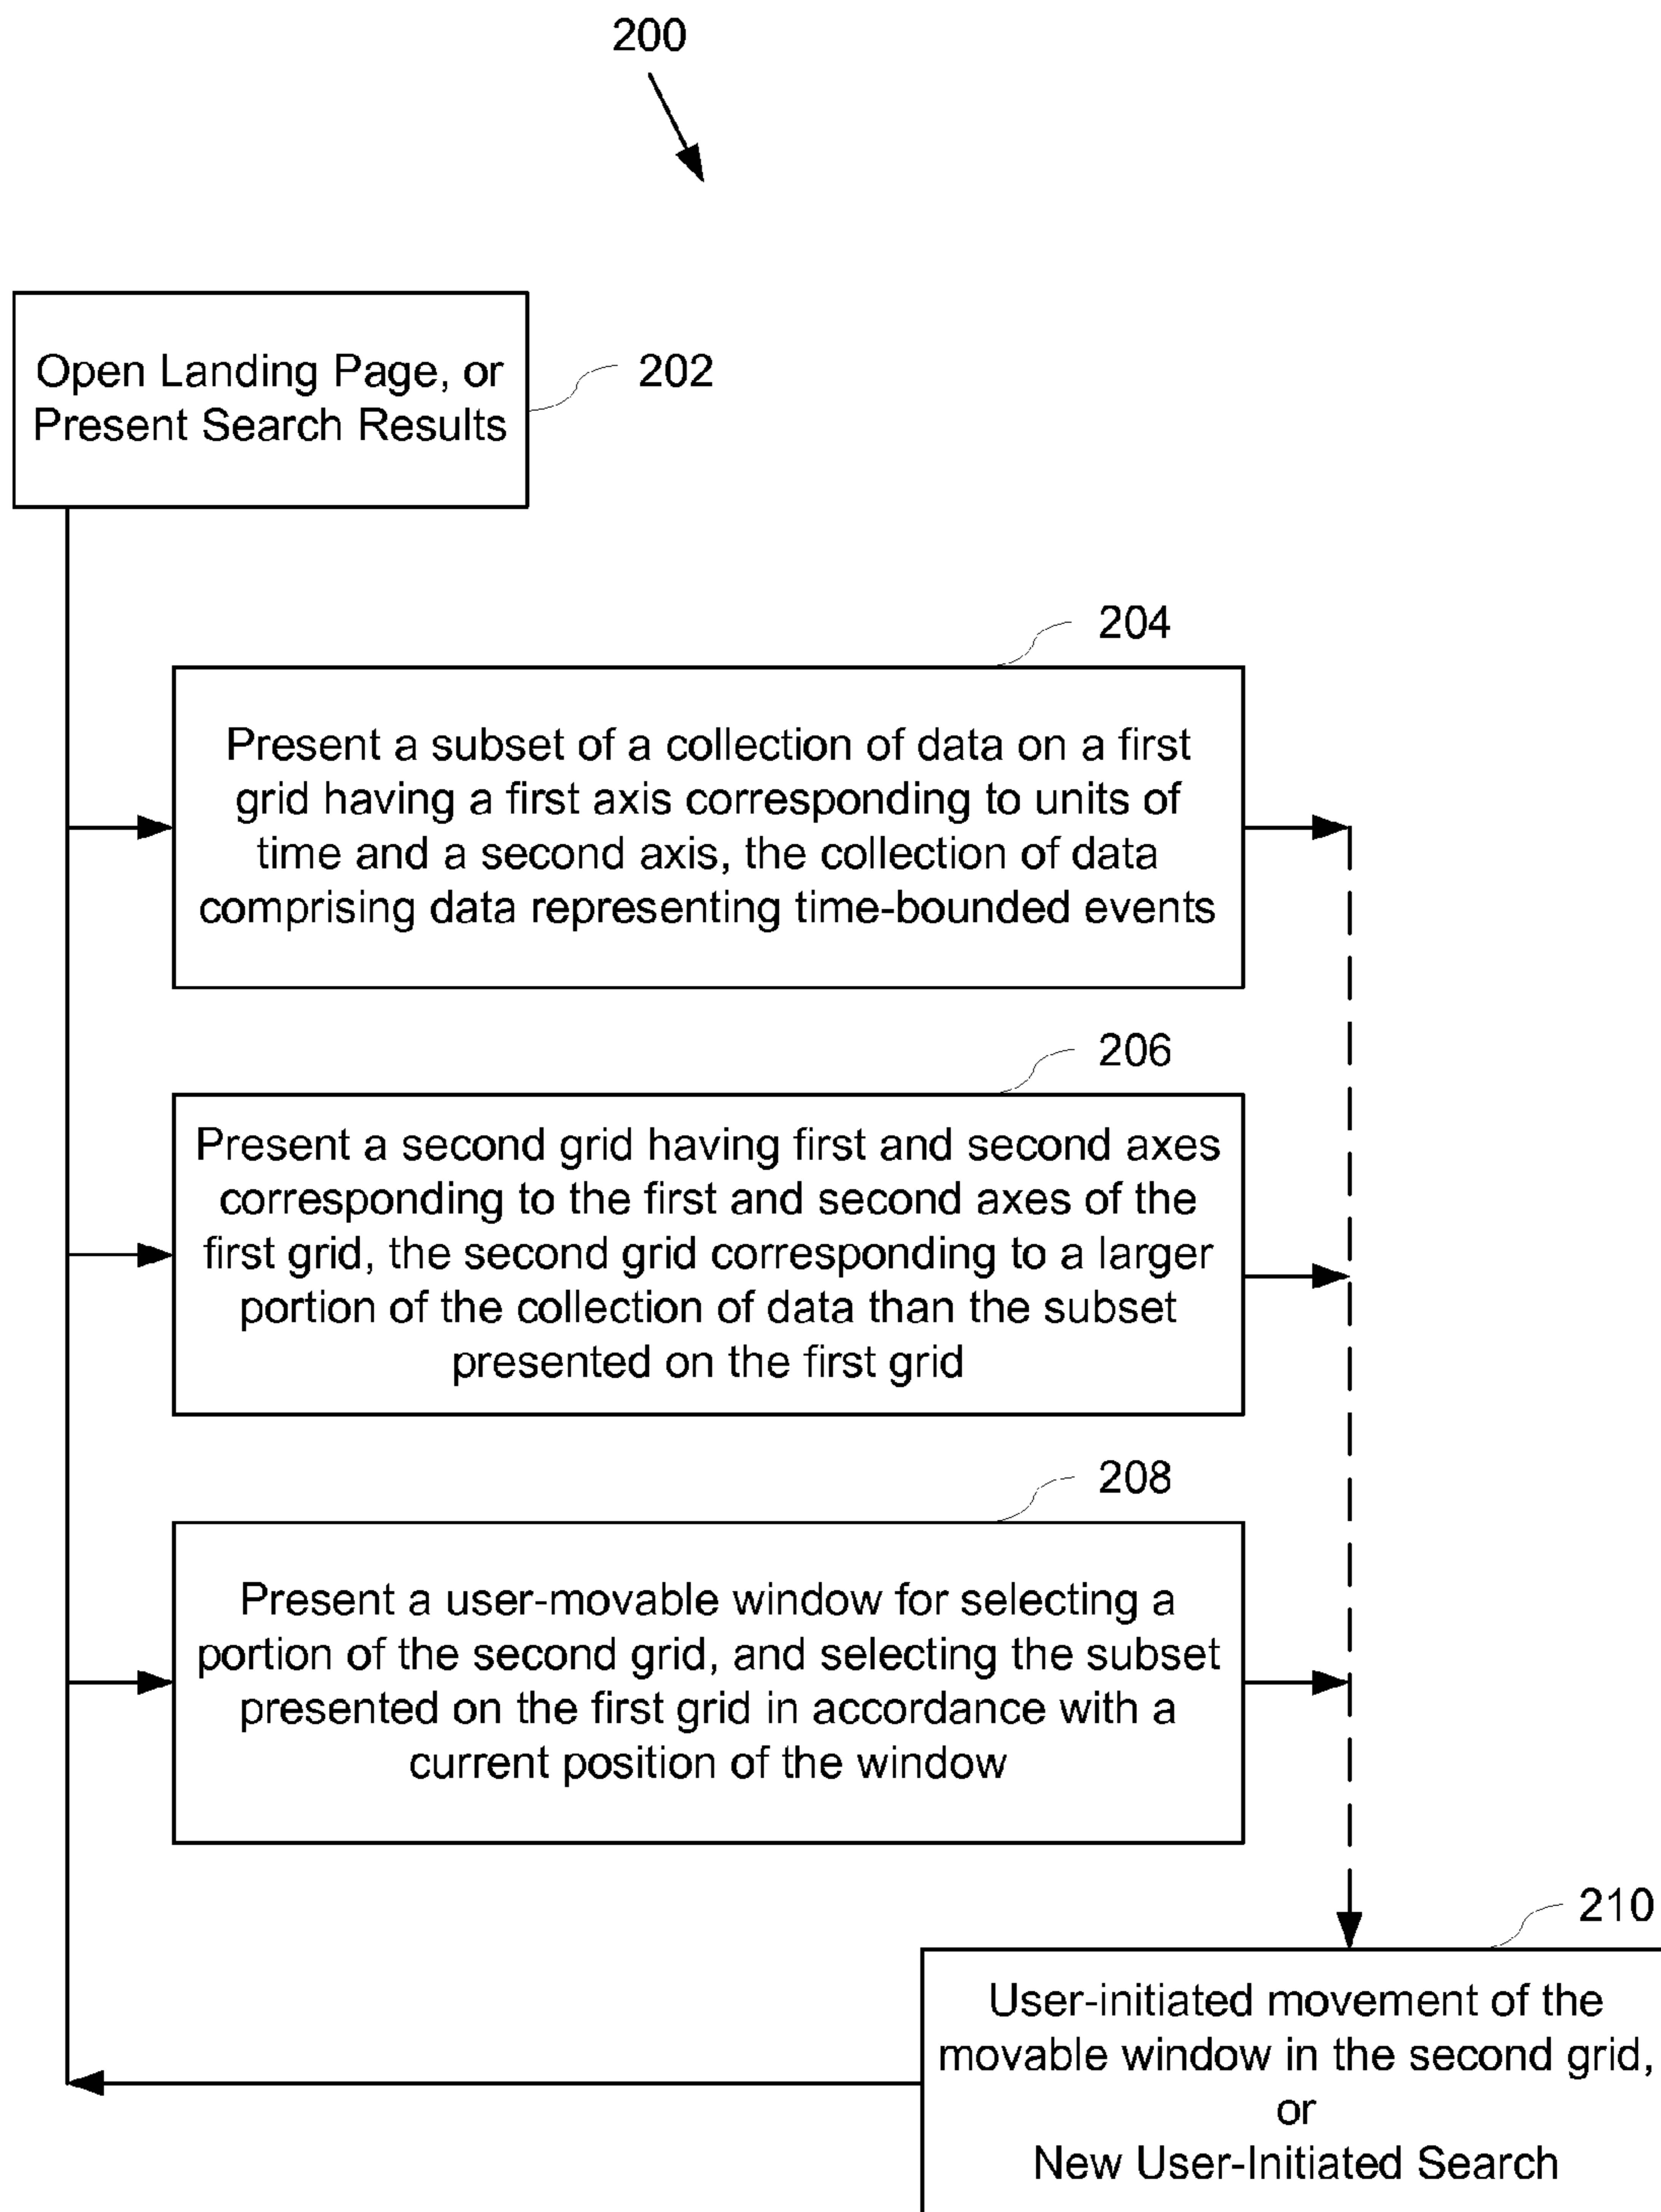 200
Open Landing Page, or
Present Search Results
202
204
Present a subset of a collection of data on a first
grid having a first axis corresponding to units of
time and a second axis, the collection of data
comprising data representing time-bounded events
206
Present a second grid having first and second axes
corresponding to the first and second axes of the
first grid, the second grid corresponding to a larger
portion of the collection of data than the subset
presented on the first grid
208
Present a user-movable window for selecting a
portion of the second grid, and selecting the subset
presented on the first grid in accordance with a
current position of the window
210
User-initiated movement of the
movable window in the second grid,
or
New User-Initiated Search